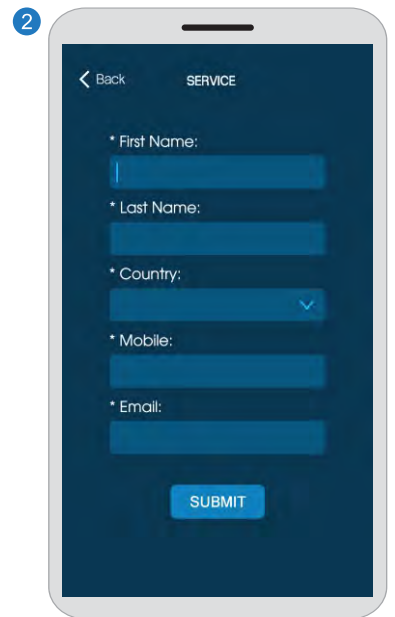 2
Back SERVICE
* First Name:
* Last Name:
* Country:
* Mobile:
* Email:
SUBMIT